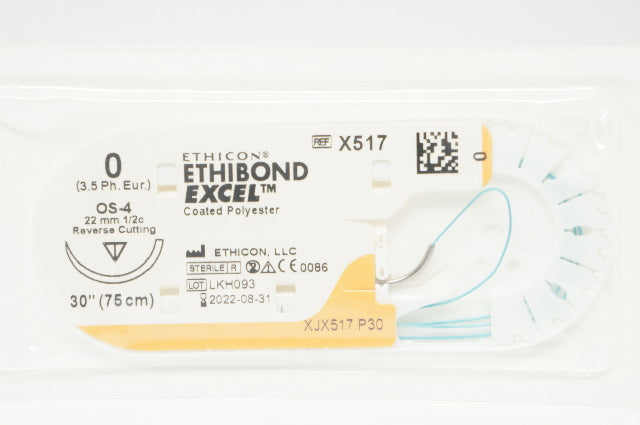 0
(3.5 Ph. Eur.)
OS-4
22 mm 1/2c
Reverse Cutting
30" (75 cm)
ETHICON®
ETHIBOND
EXCEL™
Coated Polyester
ETHICON, LLC
STERILE R 2 CE 0086
LOT LKH093
2022-08-31
REF X517
0
XJX517 P30